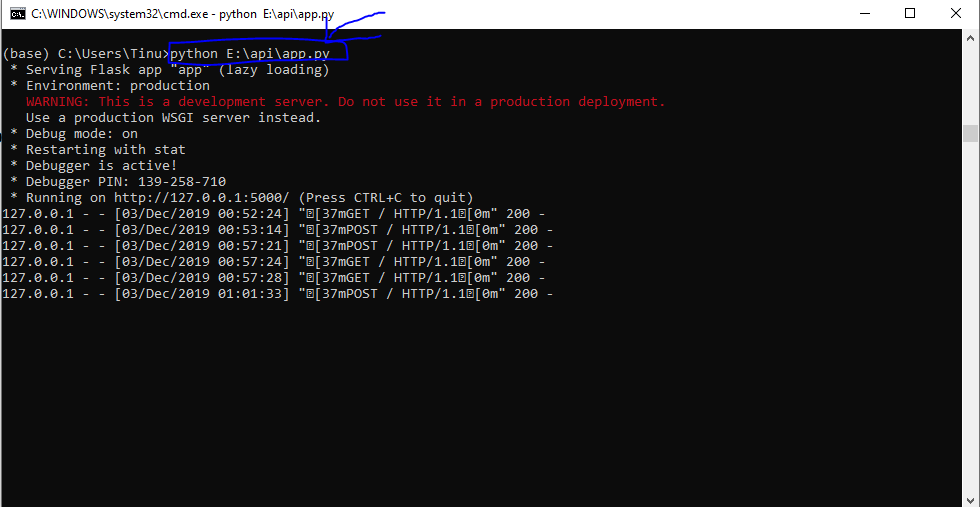 C:\WINDOWS\system32\cmd.exe - python E:\api\app.py
(base) C:\Users\Tinu>python E:\api\app.py
 * Serving Flask app "app" (lazy loading)
 * Environment: production
   WARNING: This is a development server. Do not use it in a production deployment.
   Use a production WSGI server instead.
 * Debug mode: on
 * Restarting with stat
 * Debugger is active!
 * Debugger PIN: 139-258-710
 * Running on http://127.0.0.1:5000/ (Press CTRL+C to quit)
127.0.0.1 - - [03/Dec/2019 00:52:24] "␛[37mGET / HTTP/1.1␛[0m" 200 -
127.0.0.1 - - [03/Dec/2019 00:53:14] "␛[37mPOST / HTTP/1.1␛[0m" 200 -
127.0.0.1 - - [03/Dec/2019 00:57:21] "␛[37mPOST / HTTP/1.1␛[0m" 200 -
127.0.0.1 - - [03/Dec/2019 00:57:24] "␛[37mGET / HTTP/1.1␛[0m" 200 -
127.0.0.1 - - [03/Dec/2019 00:57:28] "␛[37mGET / HTTP/1.1␛[0m" 200 -
127.0.0.1 - - [03/Dec/2019 01:01:33] "␛[37mPOST / HTTP/1.1␛[0m" 200 -